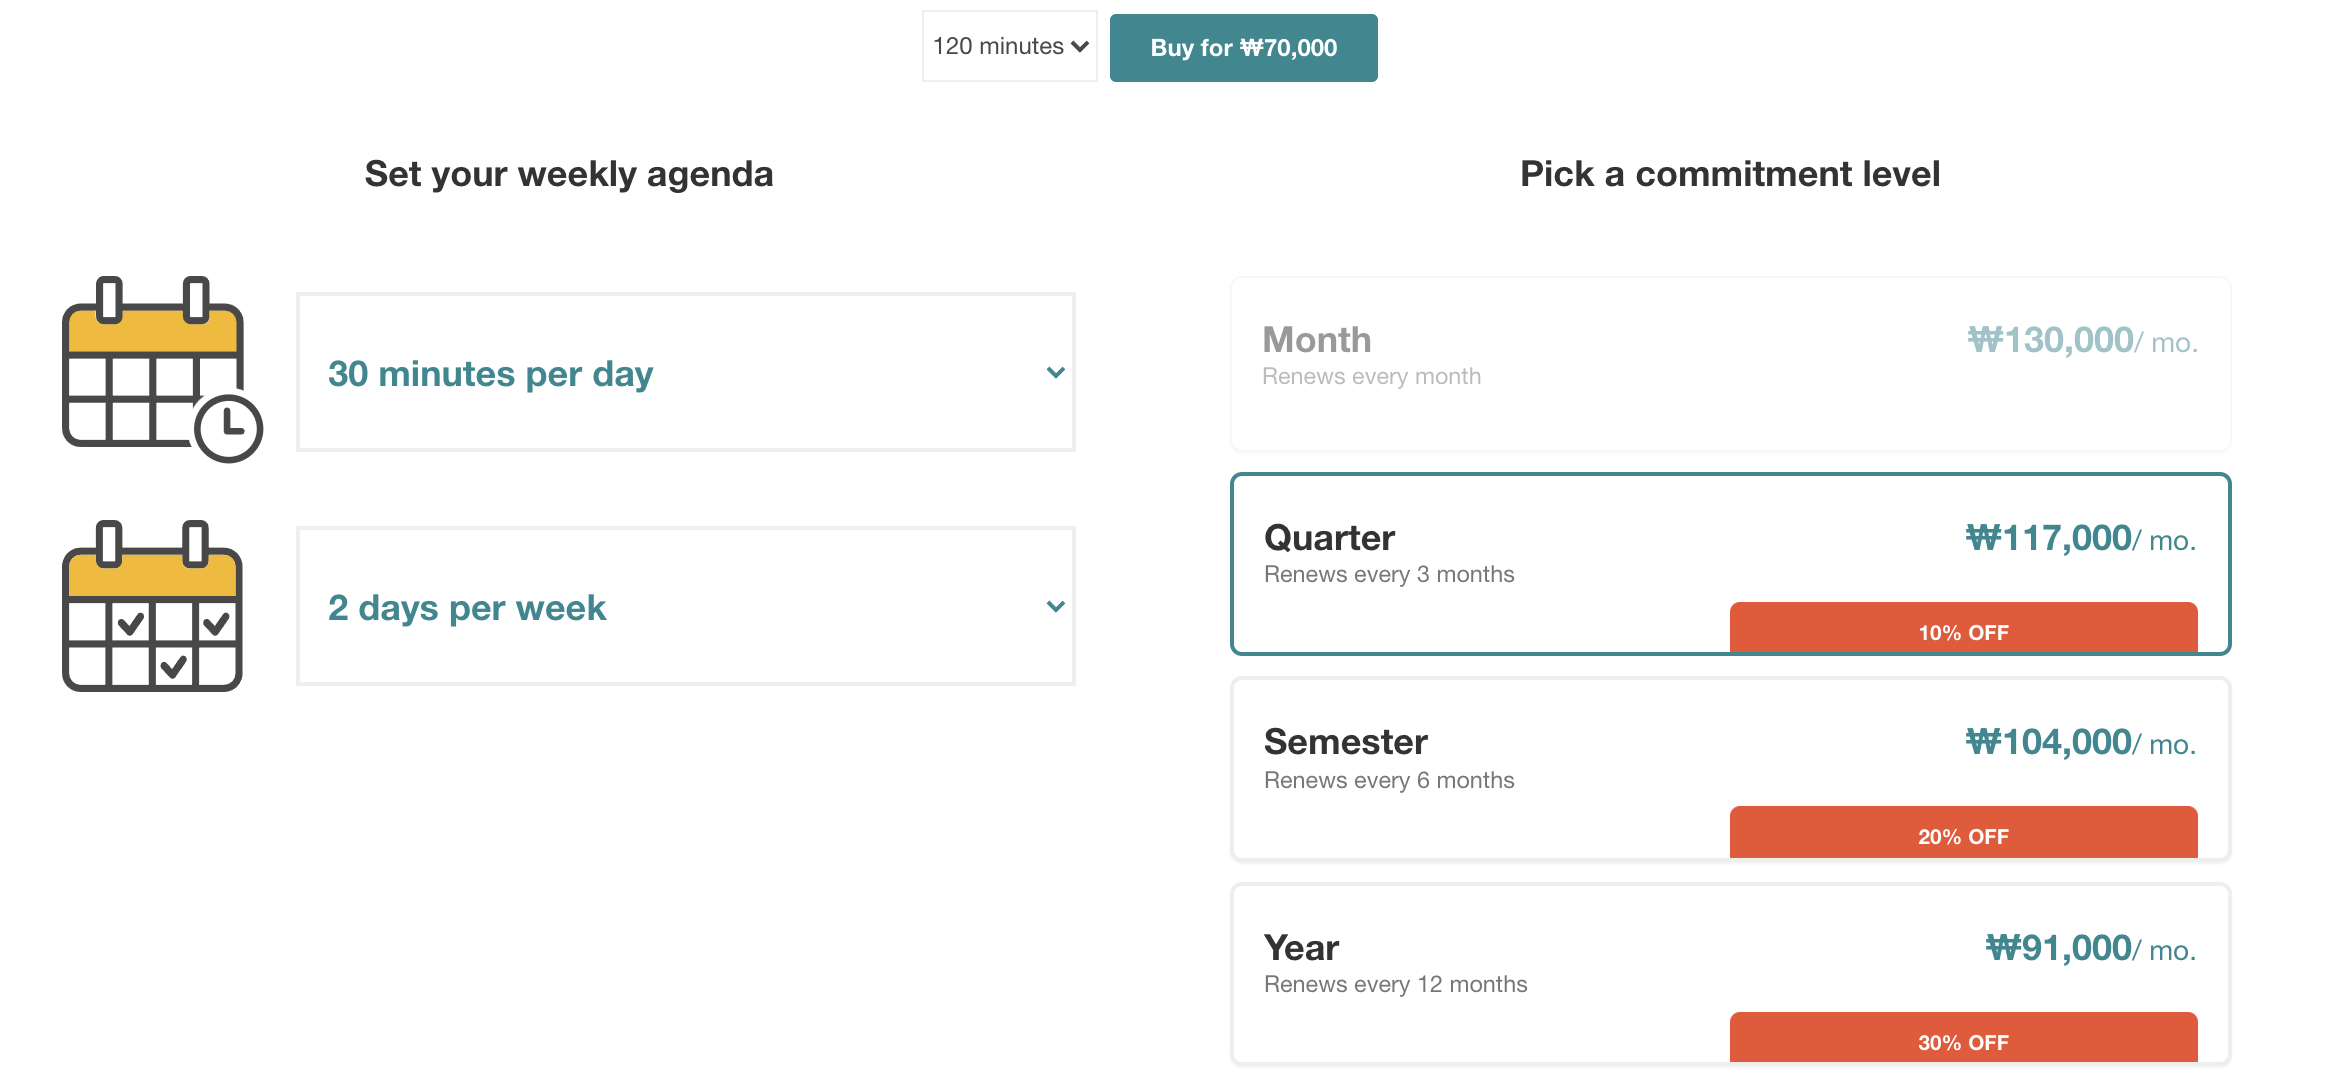 120 minutes
Buy for ₩70,000
Set your weekly agenda
30 minutes per day
2 days per week
Pick a commitment level
Month
₩130,000/ mo.
Renews every month
Quarter
₩117,000/ mo.
Renews every 3 months
10% OFF
Semester
₩104,000/ mo.
Renews every 6 months
20% OFF
Year
₩91,000/ mo.
Renews every 12 months
30% OFF